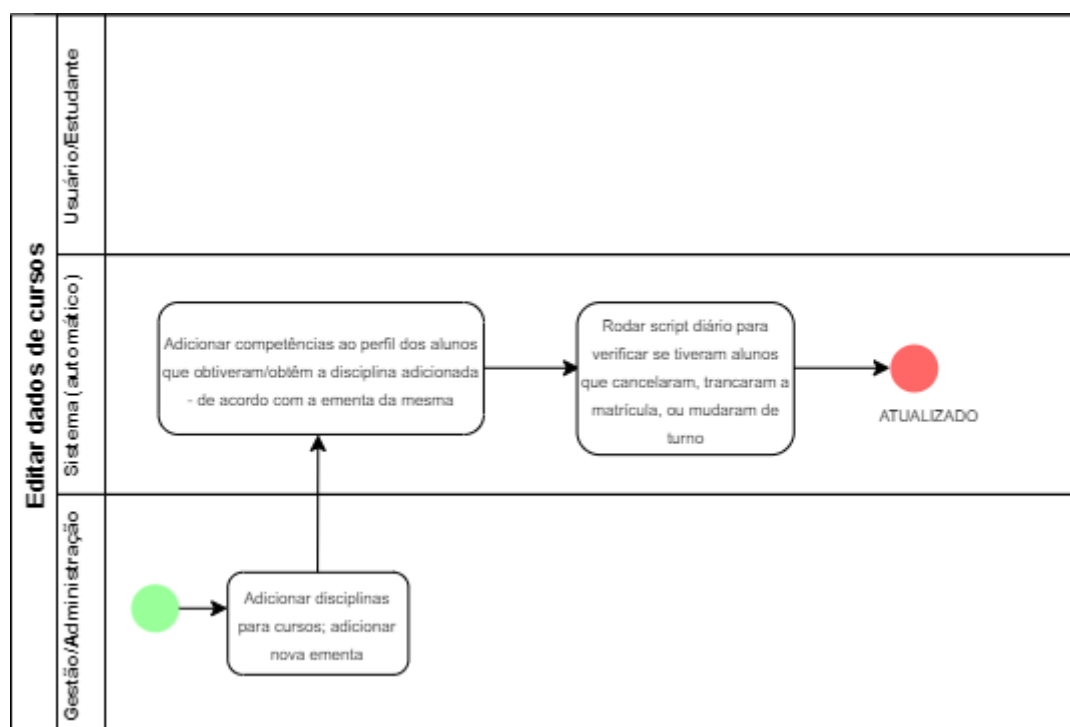 Editar dados de cursos
Usuário/Estudante
Sistema(automático)
Adicionar competências ao perfil dos alunos
que obtiveram/obtêm a disciplina adicionada
- de acordo com a ementa da mesma
Rodar script diário para
verificar se tiveram alunos
que cancelaram, trancaram a
matrícula, ou mudaram de
turno
ATUALIZADO
Gestão/Administração
Adicionar disciplinas
para cursos; adicionar
nova ementa